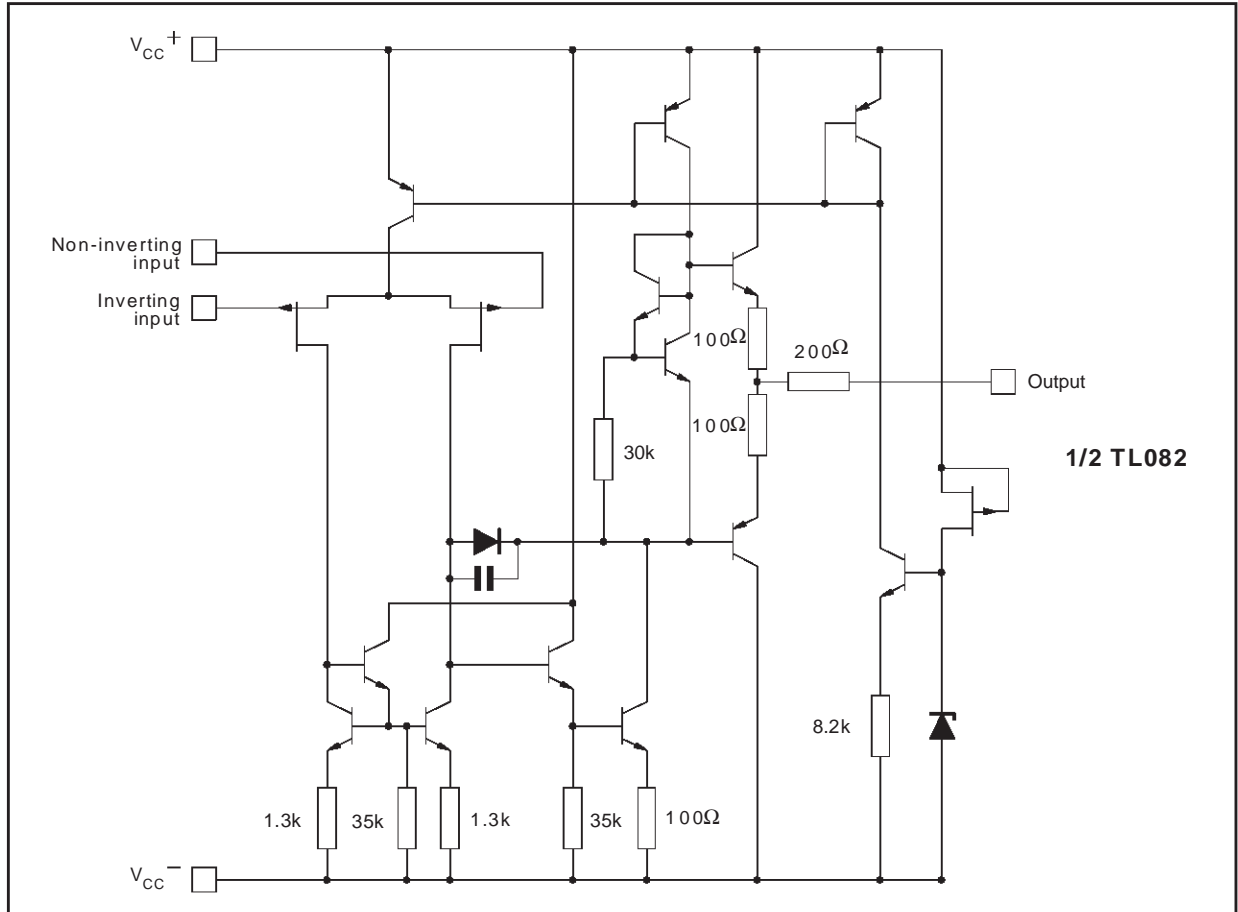 VCC+
Non-inverting
input
Inverting
input
100Ω
200Ω
Output
100Ω
30k
1/2 TL082
8.2k
1.3k
35k
1.3k
35k
100Ω
VCC−